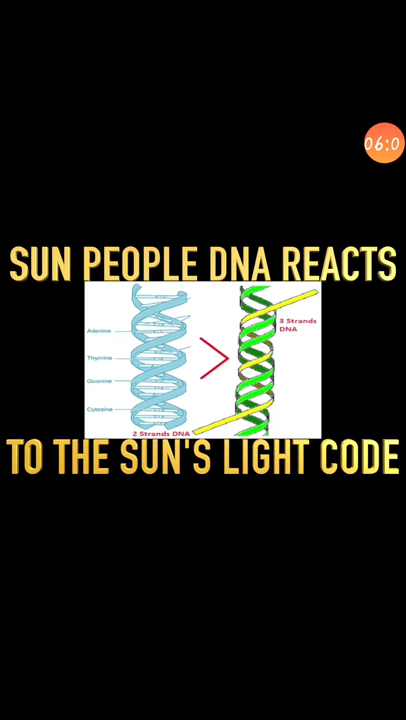 06:0
SUN PEOPLE DNA REACTS
3 Strands
DNA
Adenine
Thymine
Guanine
Cytosine
2 Strands DNA
TO THE SUN'S LIGHT CODE